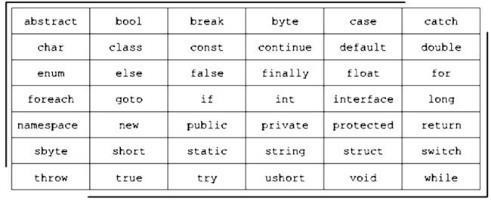 abstract bool break byte case catch
char class const continue default double
enum else false finally float for
foreach goto if int interface long
namespace new public private protected return
sbyte short static string struct switch
throw true try ushort void while